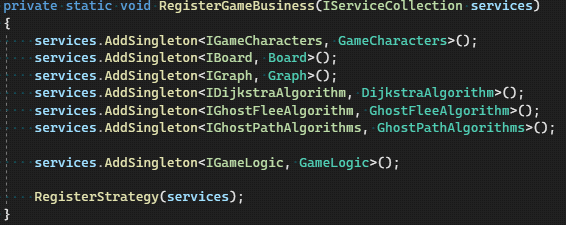 private static void RegisterGameBusiness(IServiceCollection services)
{
    services.AddSingleton<IGameCharacters, GameCharacters>();
    services.AddSingleton<IBoard, Board>();
    services.AddSingleton<IGraph, Graph>();
    services.AddSingleton<IDijkstraAlgorithm, DijkstraAlgorithm>();
    services.AddSingleton<IGhostFleeAlgorithm, GhostFleeAlgorithm>();
    services.AddSingleton<IGhostPathAlgorithms, GhostPathAlgorithms>();

    services.AddSingleton<IGameLogic, GameLogic>();

    RegisterStrategy(services);
}